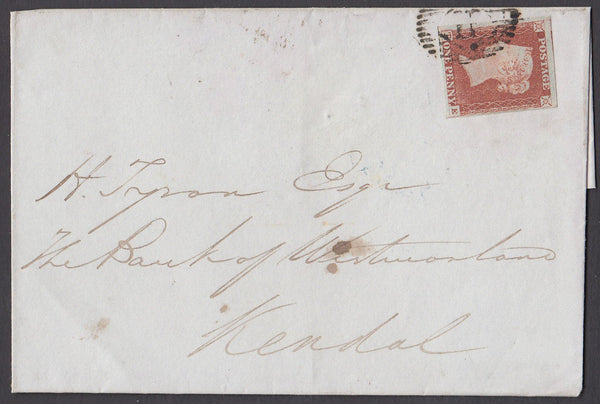 POSTAGE
ONE PENNY
E
H. Tyson Esqr
The Bank of Westmorland
Kendal